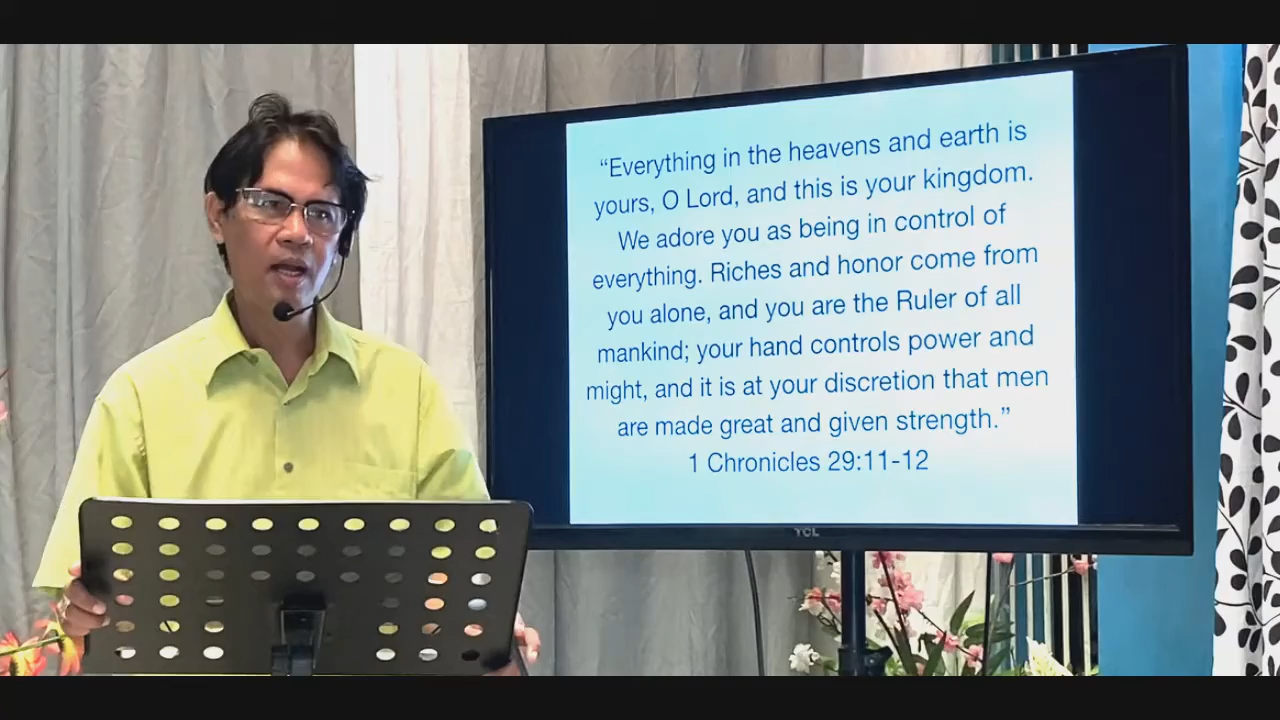 “Everything in the heavens and earth is
yours, O Lord, and this is your kingdom.
We adore you as being in control of
everything. Riches and honor come from
you alone, and you are the Ruler of all
mankind; your hand controls power and
might, and it is at your discretion that men
are made great and given strength.”
1 Chronicles 29:11-12
TCL